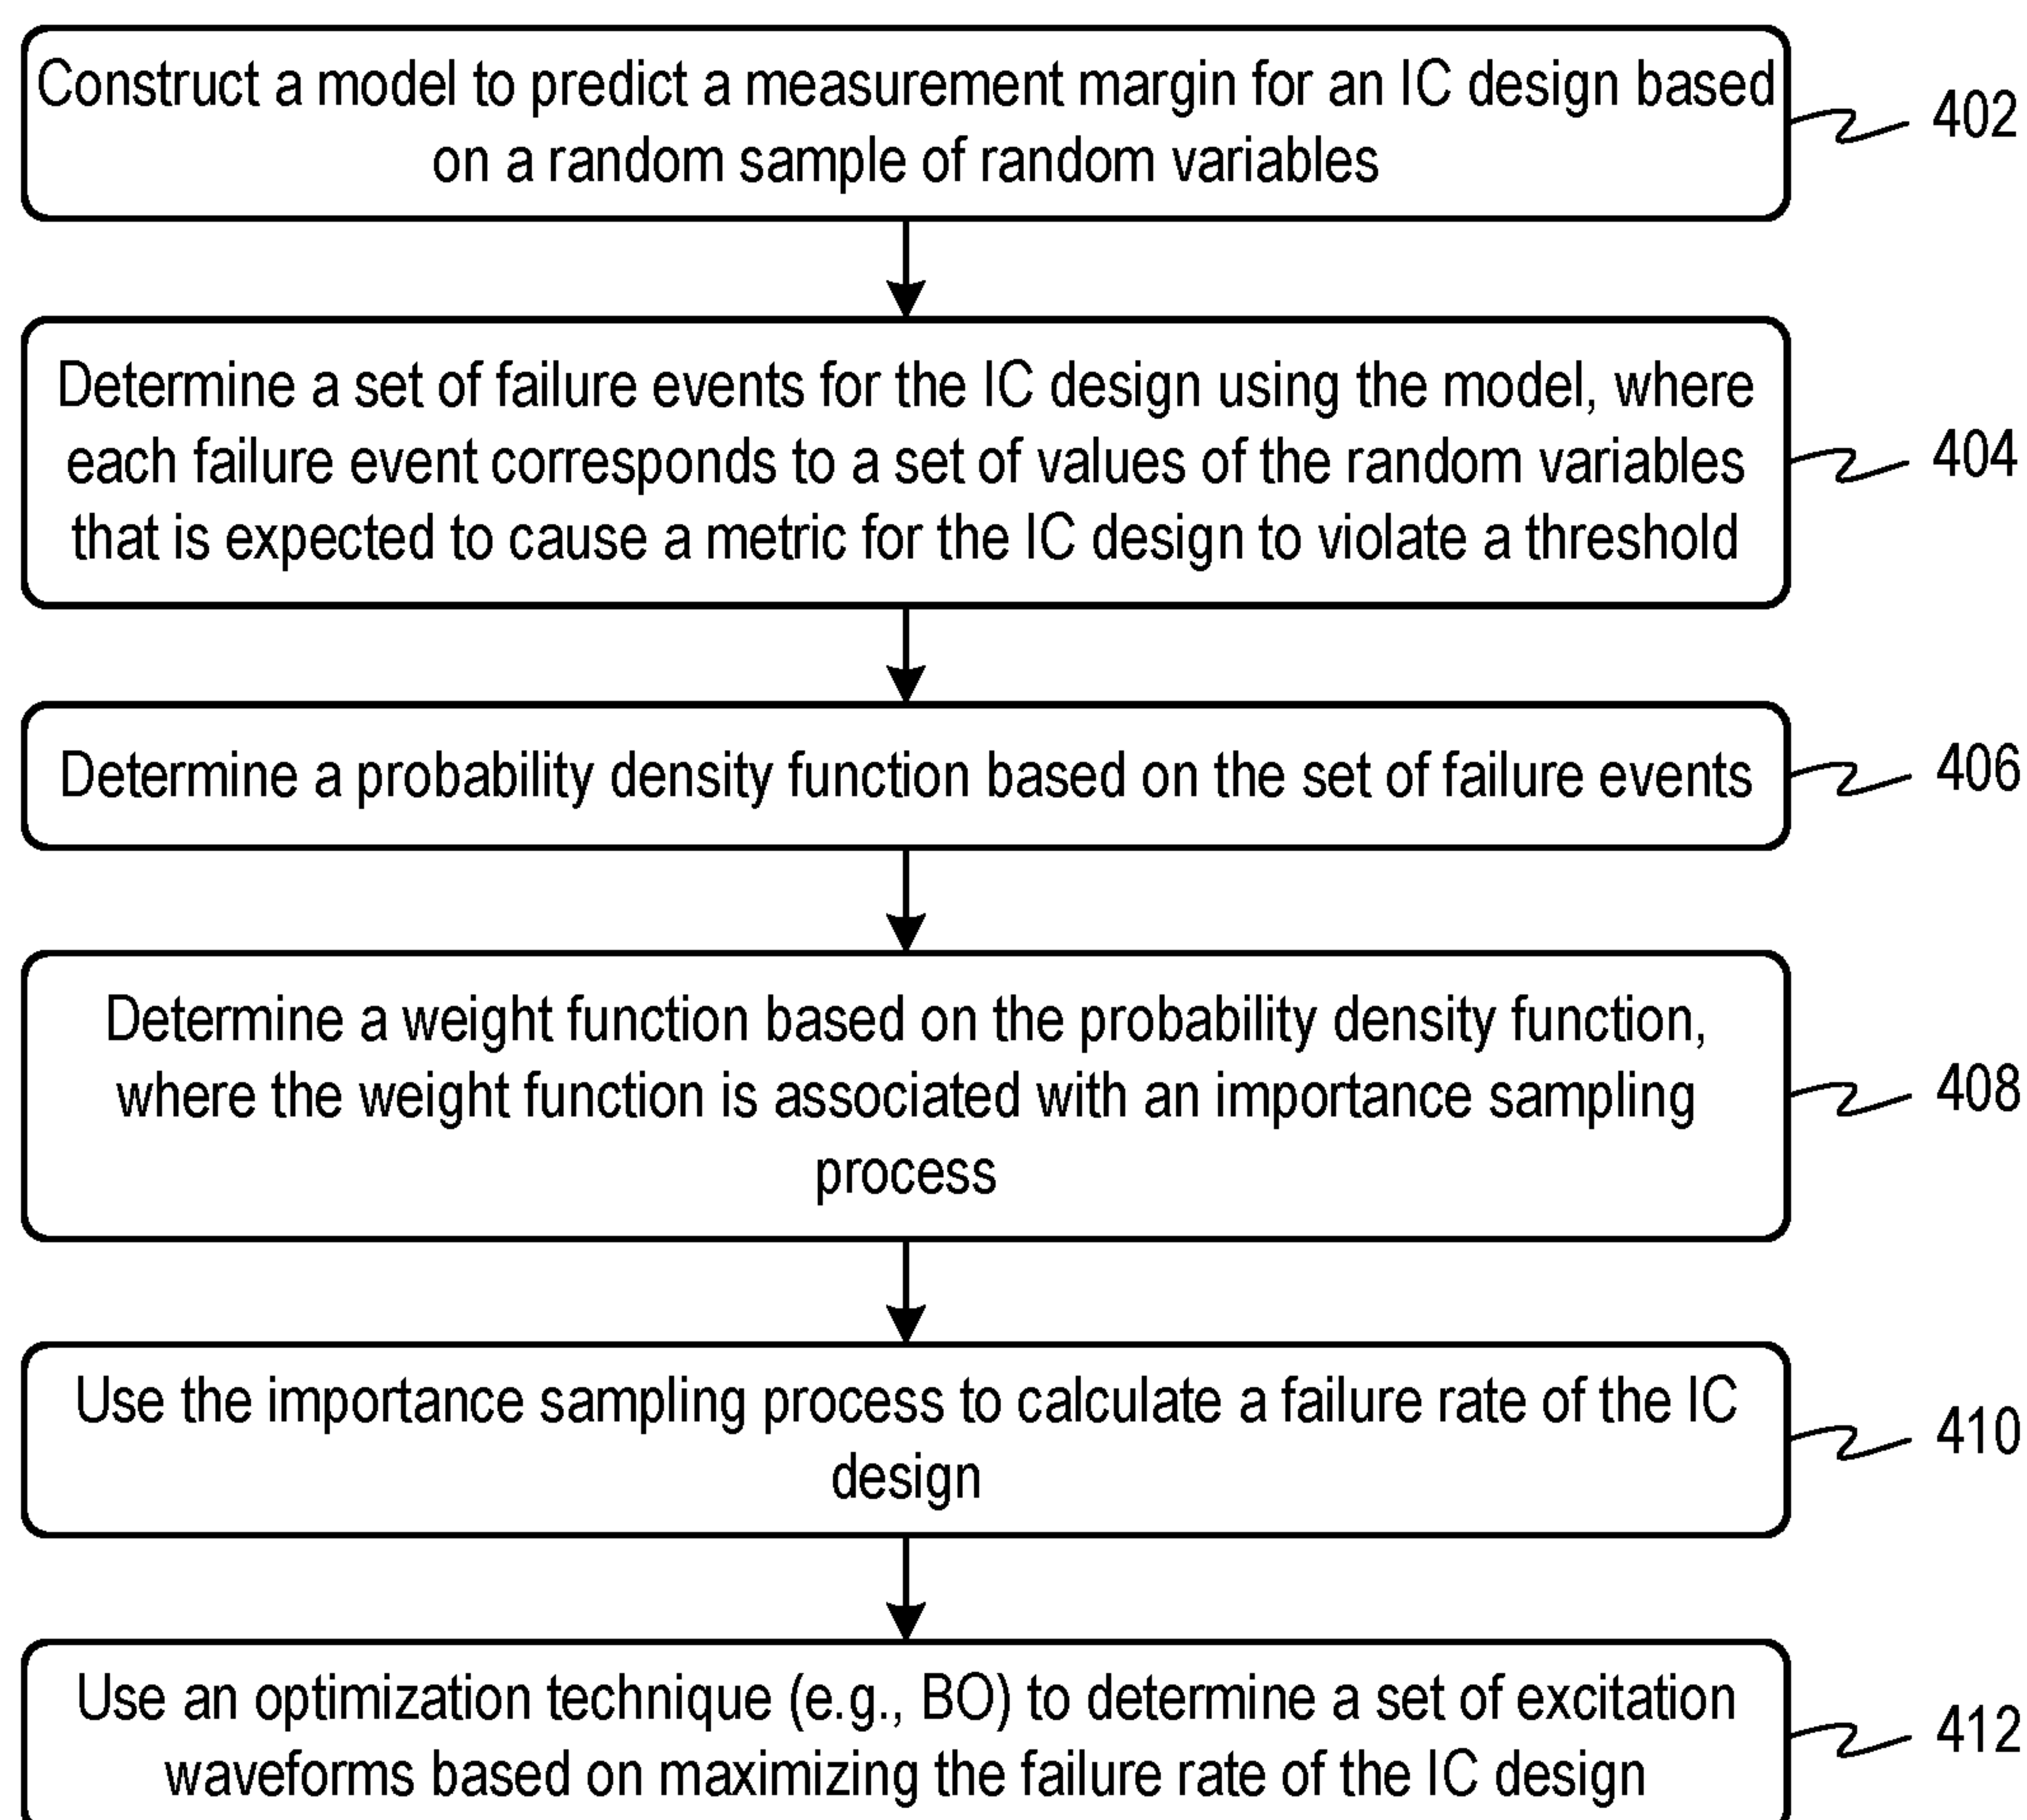 Construct a model to predict a measurement margin for an IC design based
on a random sample of random variables
402
Determine a set of failure events for the IC design using the model, where
each failure event corresponds to a set of values of the random variables
that is expected to cause a metric for the IC design to violate a threshold
404
Determine a probability density function based on the set of failure events
406
Determine a weight function based on the probability density function,
where the weight function is associated with an importance sampling
process
408
Use the importance sampling process to calculate a failure rate of the IC
design
410
Use an optimization technique (e.g., BO) to determine a set of excitation
waveforms based on maximizing the failure rate of the IC design
412